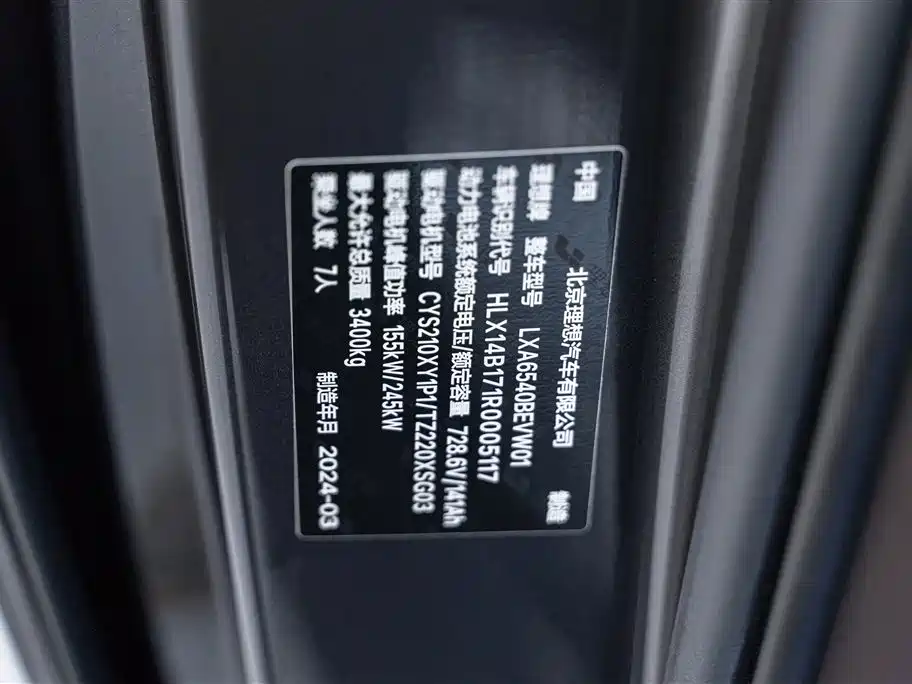 中国 北京理想汽车有限公司 制造
理想牌 整车型号 LXA6540BEVW01
车辆识别代号 HLX14B171R0005117
动力电池系统额定电压/额定容量 728.6V/141Ah
驱动电机型号 CYS210XY1P1/TZ220XSG03
驱动电机峰值功率 155kW/245kW
最大允许总质量 3400kg
乘坐人数 7人 制造年月 2024-03